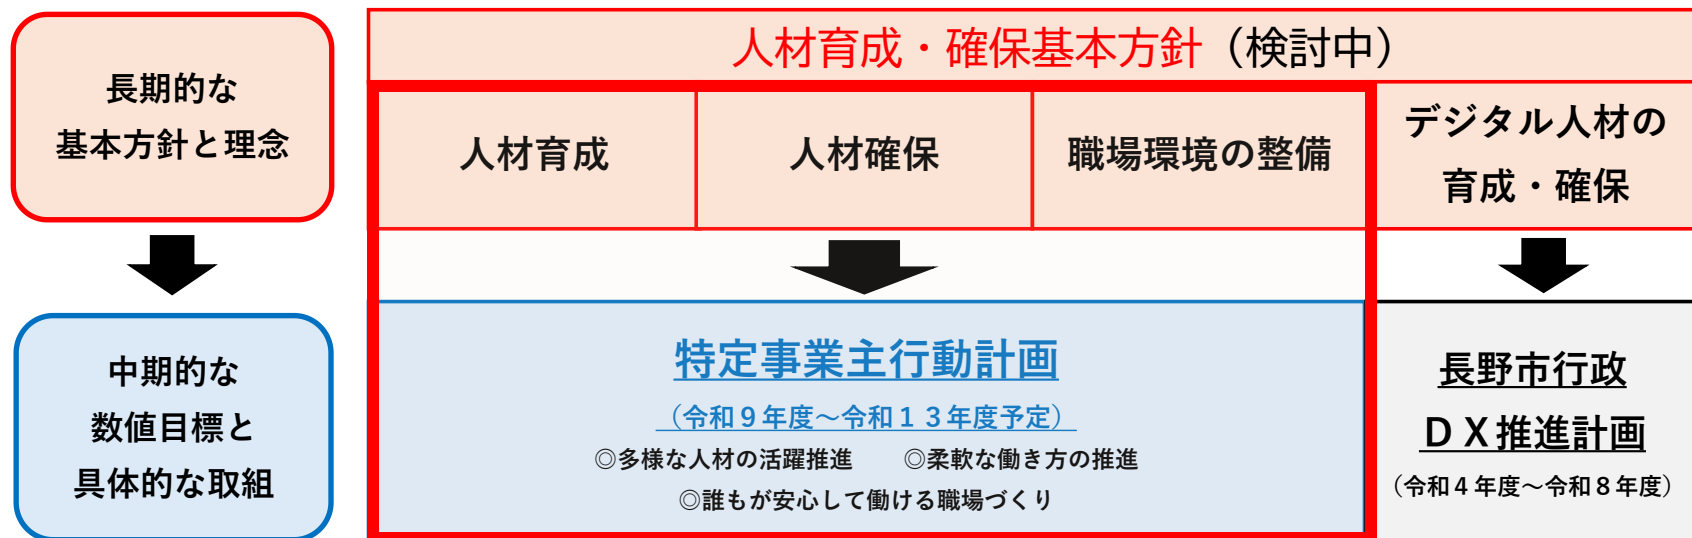 長期的な
基本方針と理念
人材育成・確保基本方針（検討中）
人材育成
人材確保
職場環境の整備
デジタル人材の
育成・確保
中期的な
数値目標と
具体的な取組
特定事業主行動計画
（令和９年度～令和１３年度予定）
◎多様な人材の活躍推進　　◎柔軟な働き方の推進
◎誰もが安心して働ける職場づくり
長野市行政
ＤＸ推進計画
（令和４年度～令和８年度）